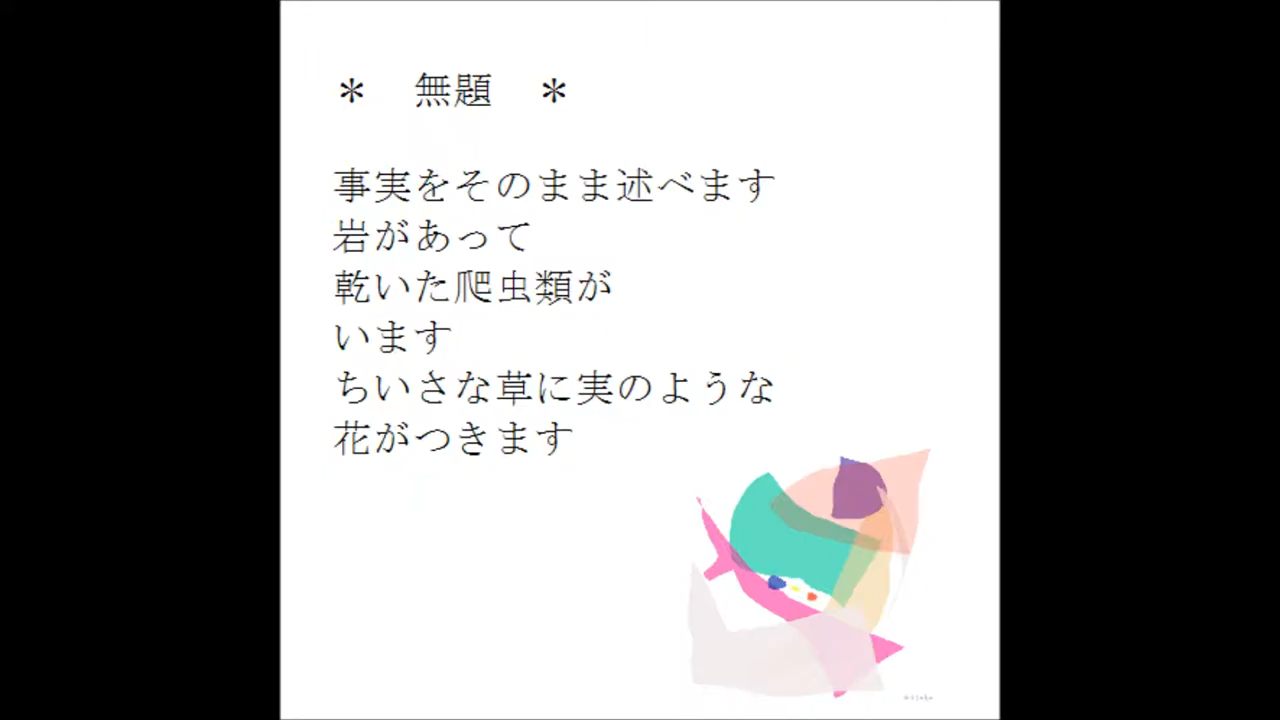 ＊　無題　＊
事実をそのまま述べます
岩があって
乾いた爬虫類が
います
ちいさな草に実のような
花がつきます